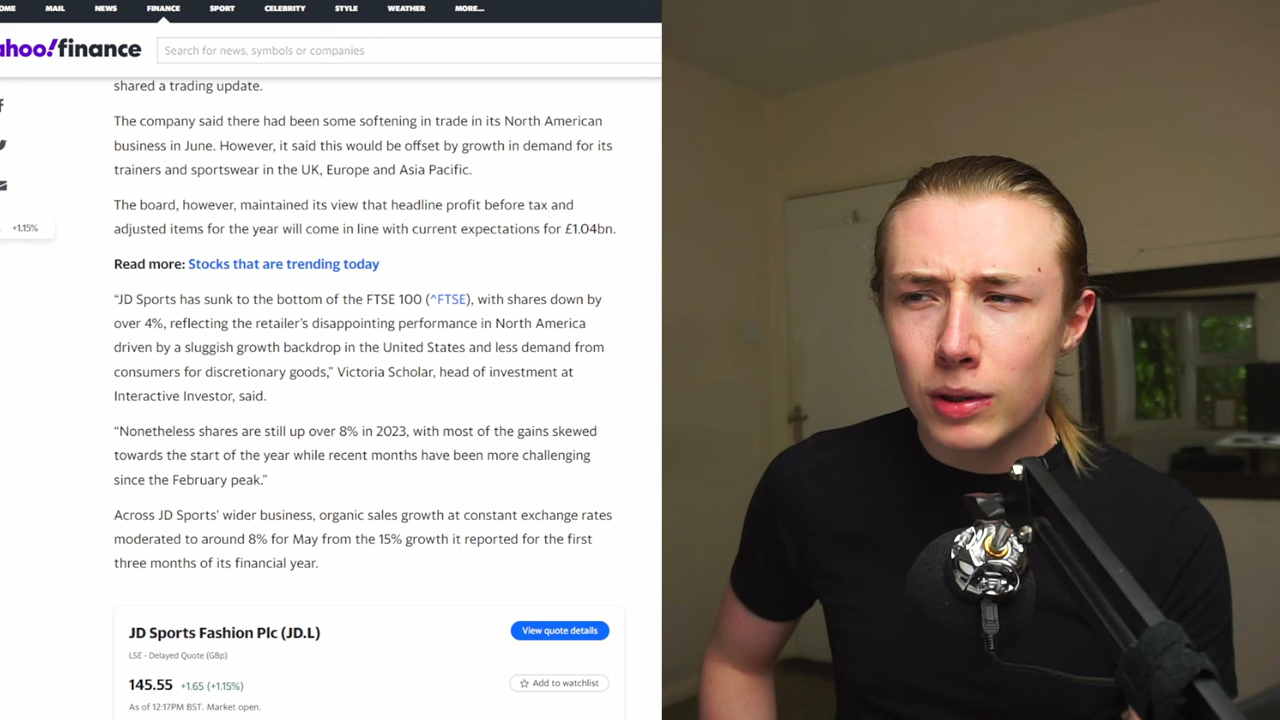 OME MAIL NEWS FINANCE SPORT CELEBRITY STYLE WEATHER MORE...
ahoo!finance
Search for news, symbols or companies
shared a trading update.
The company said there had been some softening in trade in its North American
business in June. However, it said this would be offset by growth in demand for its
trainers and sportswear in the UK, Europe and Asia Pacific.
The board, however, maintained its view that headline profit before tax and
adjusted items for the year will come in line with current expectations for £1.04bn.
+1.15%
Read more: Stocks that are trending today
“JD Sports has sunk to the bottom of the FTSE 100 (^FTSE), with shares down by
over 4%, reflecting the retailer’s disappointing performance in North America
driven by a sluggish growth backdrop in the United States and less demand from
consumers for discretionary goods,” Victoria Scholar, head of investment at
Interactive Investor, said.
“Nonetheless shares are still up over 8% in 2023, with most of the gains skewed
towards the start of the year while recent months have been more challenging
since the February peak.”
Across JD Sports’ wider business, organic sales growth at constant exchange rates
moderated to around 8% for May from the 15% growth it reported for the first
three months of its financial year.
JD Sports Fashion Plc (JD.L)
View quote details
LSE - Delayed Quote (GBp)
145.55 +1.65 (+1.15%)
Add to watchlist
As of 12:17PM BST. Market open.